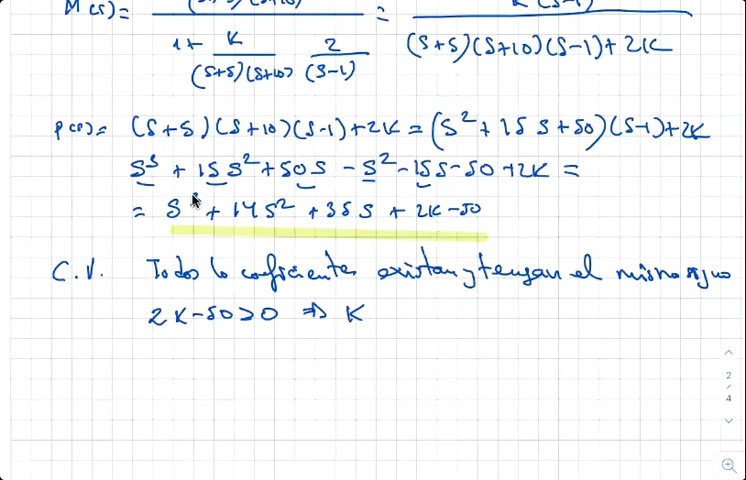 M(s) = (s+5)(s+10) / = K(s-1)
1+ K/((s+5)(s+10)) 2/(s-1) (s+5)(s+10)(s-1)+2K
P(s)= (s+5)(s+10)(s-1)+2K = (s²+15s+50)(s-1)+2K
s³ + 15s² + 50s - s² - 15s - 50 + 2K =
= s³ + 14s² + 35s + 2K-50
C.V. Todos lo coeficientes existan y tengan el mismo signo
2K-50>0 ⇒ K
2
/
4